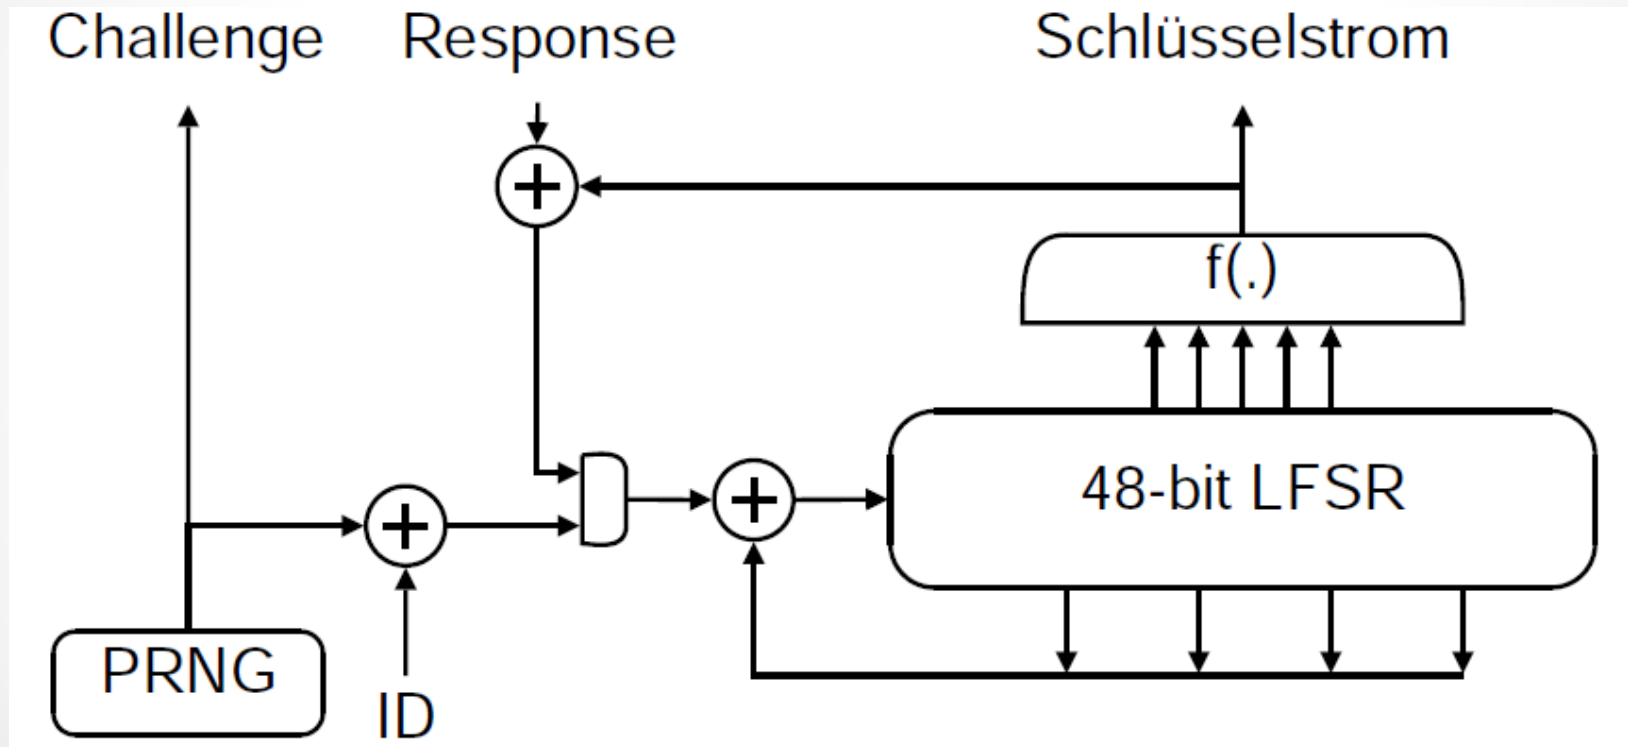 Challenge
Response
Schlüsselstrom
f(.)
48-bit LFSR
PRNG
ID